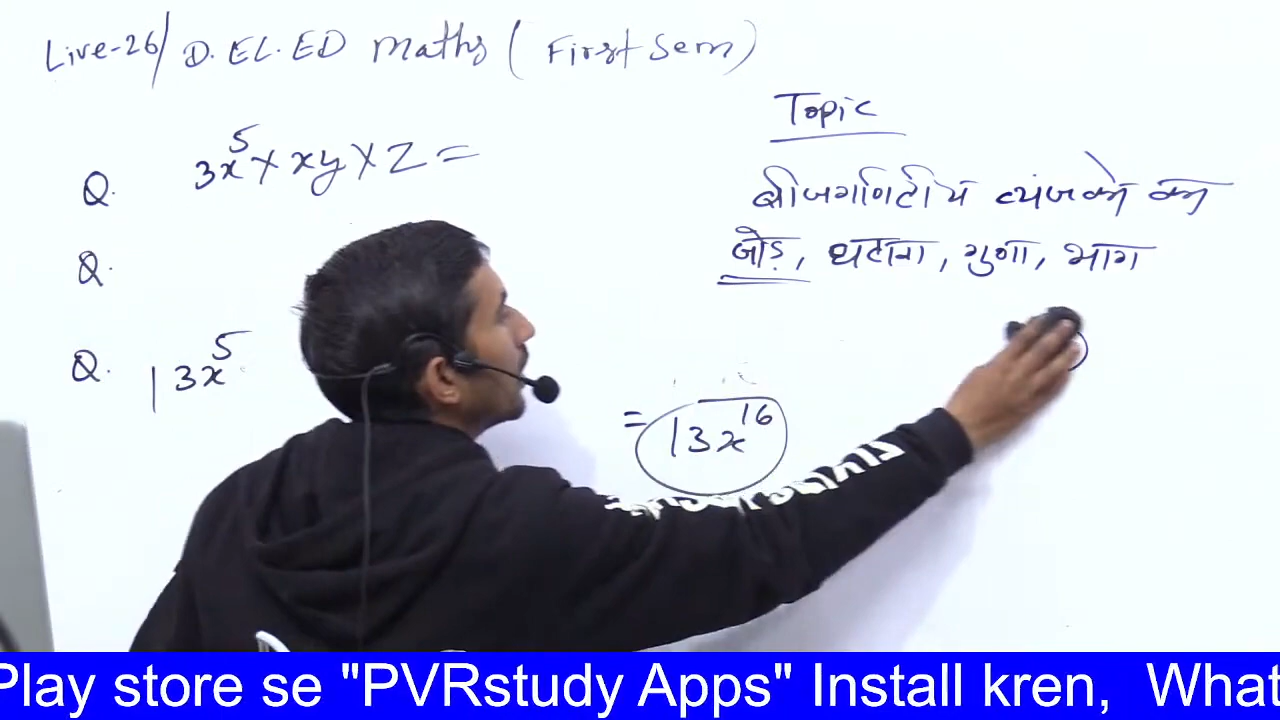 Live-26/ D.EL.ED Maths (First Sem)
Topic
Q. 3x⁵ × xy × z =
बीजगणितीय व्यंजको का
जोड़, घटाना, गुणा, भाग
Q.
Q. 13x⁵
= 13x¹⁶
Play store se "PVRstudy Apps" Install kren, What